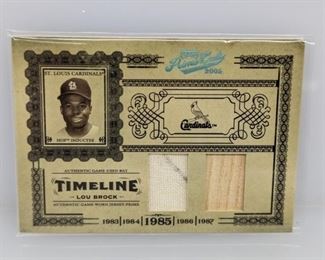 ST. LOUIS CARDINALS
2005
HOF INDUCTEE
Cardinals
AUTHENTIC GAME USED BAT
TIMELINE
LOU BROCK
AUTHENTIC GAME WORN JERSEY PRIME
1983|1984|1985|1986|1987